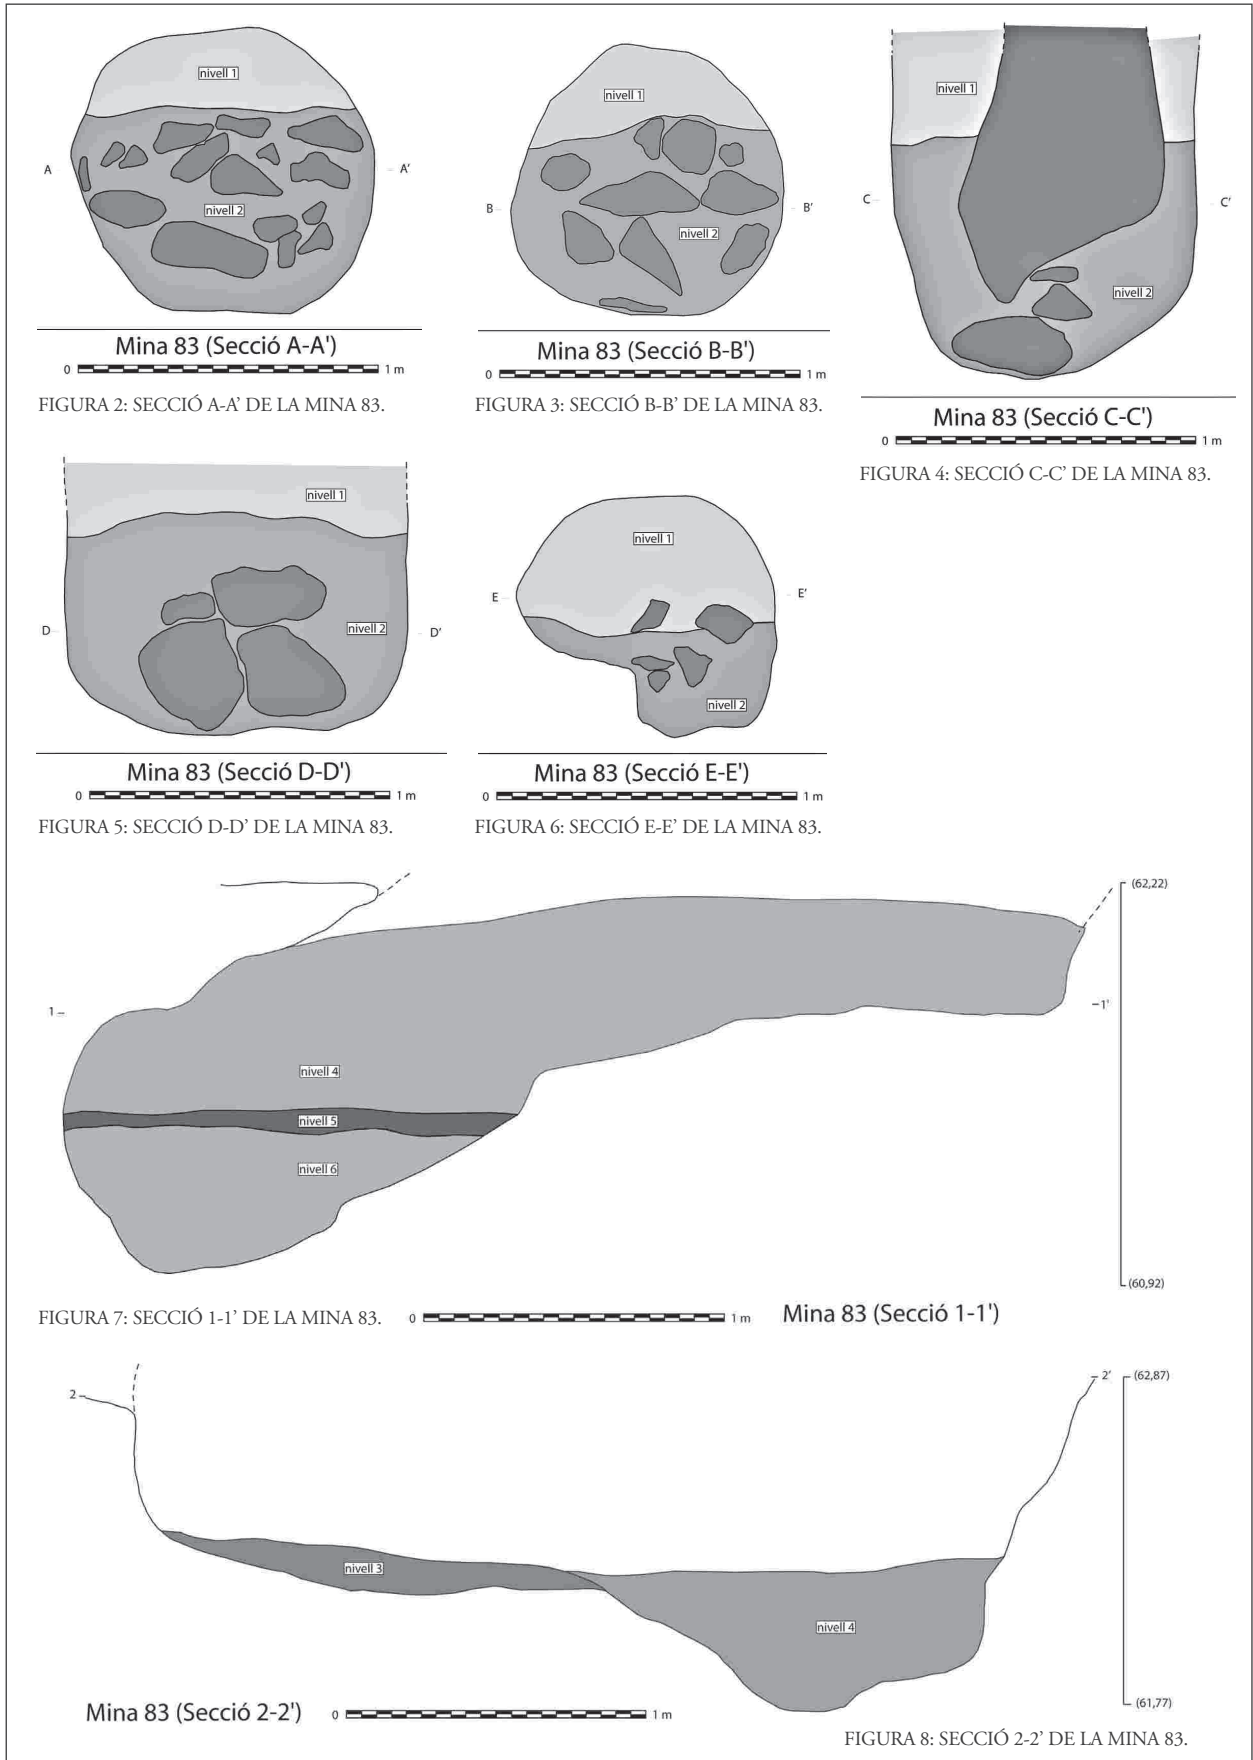 nivell 1
A
A'
nivell 2
Mina 83 (Secció A-A')
0 1 m
FIGURA 2: SECCIÓ A-A’ DE LA MINA 83.
nivell 1
B
B'
nivell 2
Mina 83 (Secció B-B')
0 1 m
FIGURA 3: SECCIÓ B-B’ DE LA MINA 83.
nivell 1
C
C'
nivell 2
Mina 83 (Secció C-C')
0 1 m
FIGURA 4: SECCIÓ C-C’ DE LA MINA 83.
nivell 1
D
nivell 2
D'
Mina 83 (Secció D-D')
0 1 m
FIGURA 5: SECCIÓ D-D’ DE LA MINA 83.
nivell 1
E
E'
nivell 2
Mina 83 (Secció E-E')
0 1 m
FIGURA 6: SECCIÓ E-E’ DE LA MINA 83.
(62,22)
1
1'
nivell 4
nivell 5
nivell 6
(60,92)
FIGURA 7: SECCIÓ 1-1’ DE LA MINA 83.
0 1 m
Mina 83 (Secció 1-1')
2
2'
(62,87)
nivell 3
nivell 4
(61,77)
Mina 83 (Secció 2-2')
0 1 m
FIGURA 8: SECCIÓ 2-2’ DE LA MINA 83.